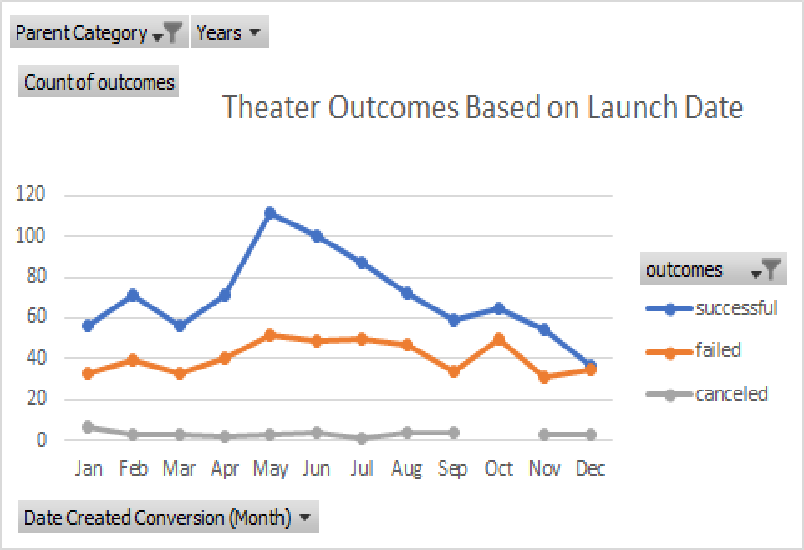 Parent Category Years
Count of outcomes
Theater Outcomes Based on Launch Date
120
100
80
60
40
20
0
Jan Feb Mar Apr May Jun Jul Aug Sep Oct Nov Dec
outcomes
successful
failed
canceled
Date Created Conversion (Month)